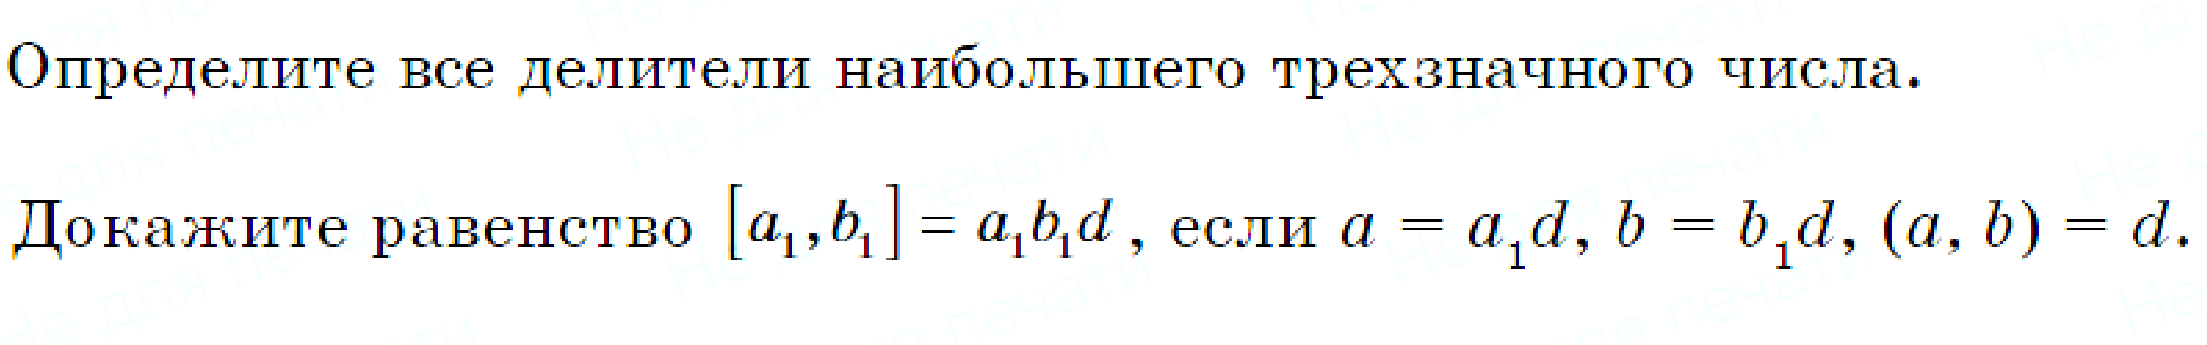 Определите все делители наибольшего трехзначного числа.
Докажите равенство [a₁, b₁] = a₁b₁d , если a = a₁d, b = b₁d, (a, b) = d.